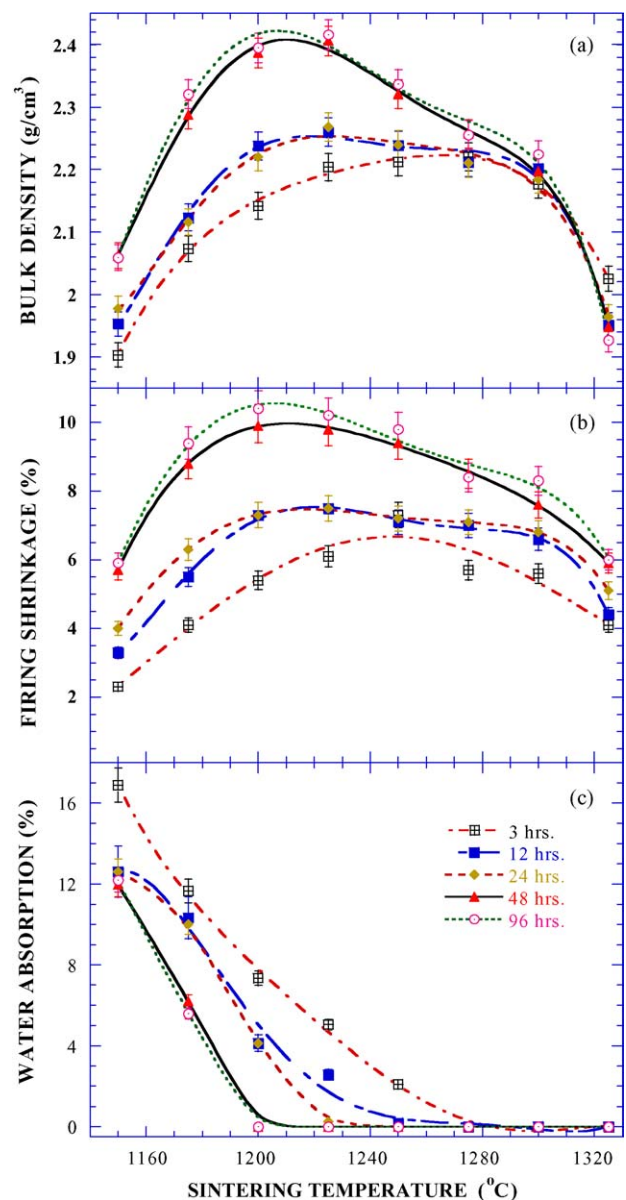 2.4
2.3
2.2
2.1
2
1.9
BULK DENSITY (g/cm³)
(a)
10
8
6
4
2
FIRING SHRINKAGE (%)
(b)
16
12
8
4
0
WATER ABSORPTION (%)
(c)
3 hrs.
12 hrs.
24 hrs.
48 hrs.
96 hrs.
1160 1200 1240 1280 1320
SINTERING TEMPERATURE (°C)